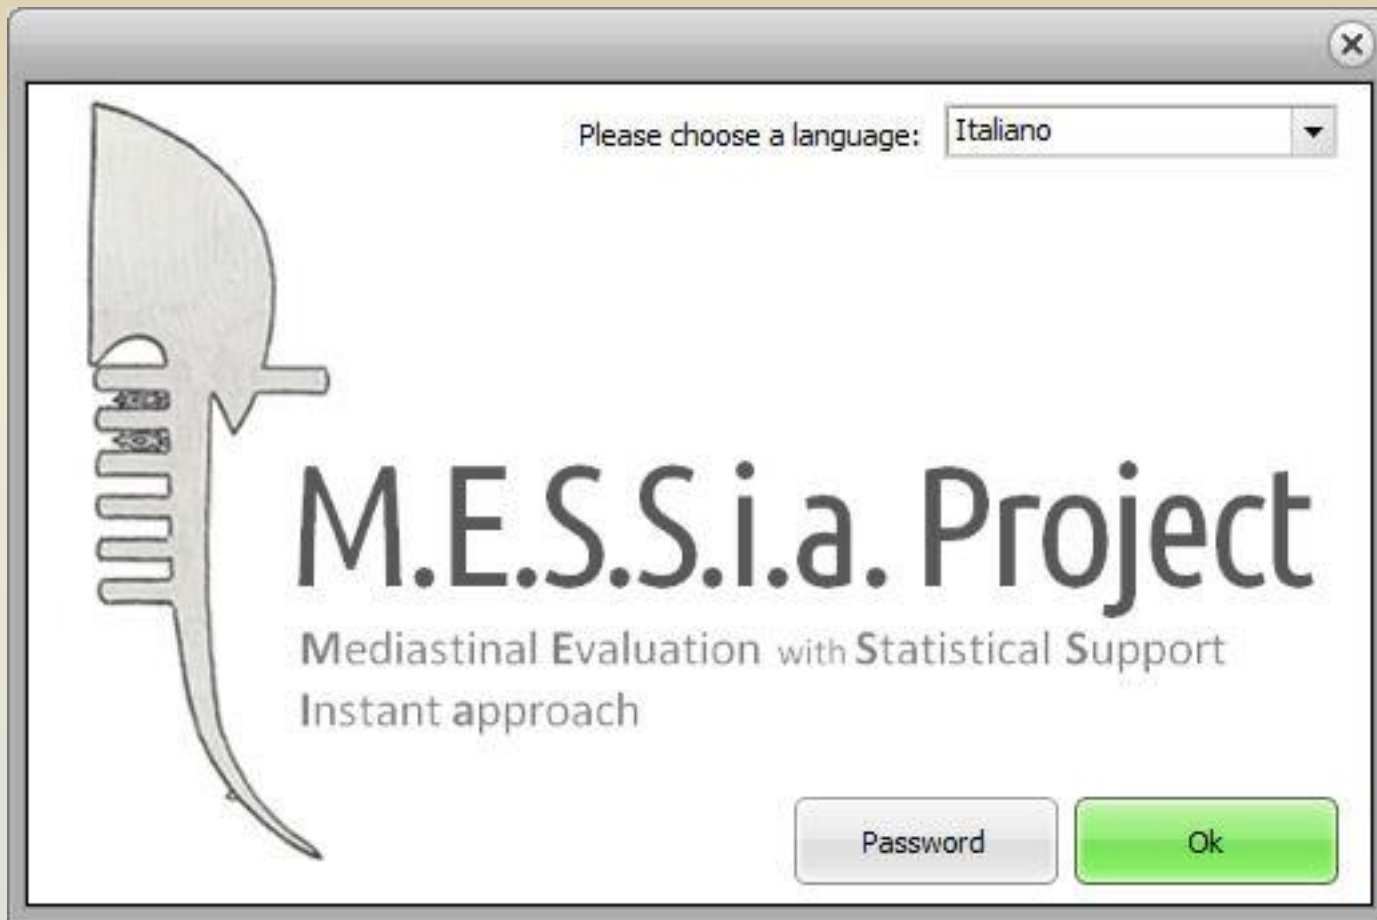 Please choose a language: Italiano
M.E.S.S.i.a. Project
Mediastinal Evaluation with Statistical Support
Instant approach
Password Ok